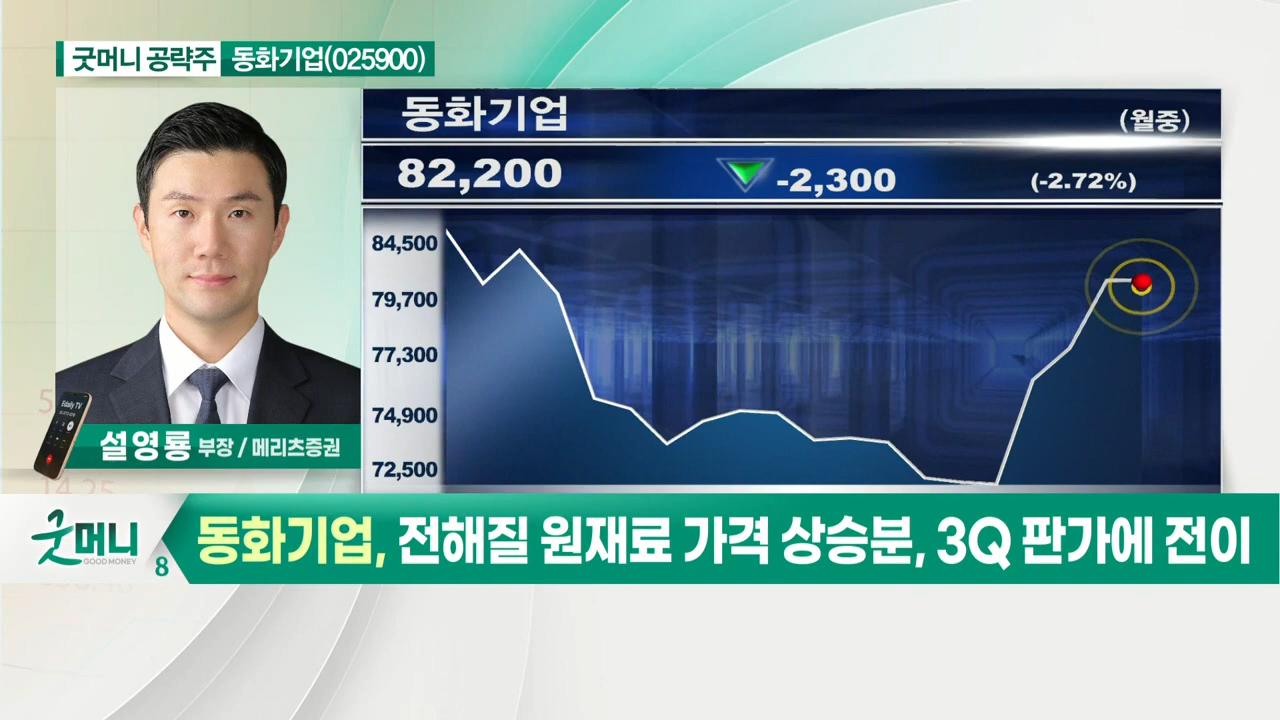 굿머니 공략주 동화기업(025900)
동화기업 (월중)
82,200 ▼ -2,300 (-2.72%)
84,500
79,700
77,300
74,900
72,500
Edaily TV
설영룡 부장 / 메리츠증권
굿머니
GOOD MONEY
8
동화기업, 전해질 원재료 가격 상승분, 3Q 판가에 전이